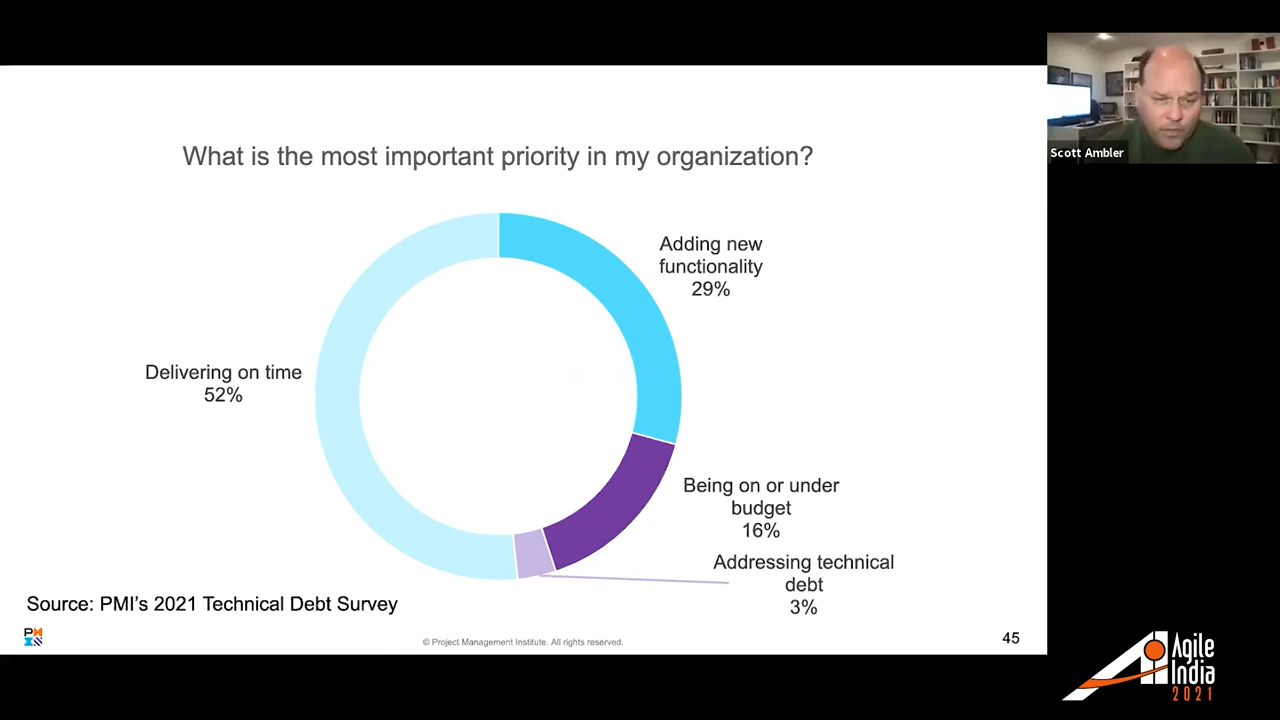 What is the most important priority in my organization?
Adding new
functionality
29%
Delivering on time
52%
Being on or under
budget
16%
Addressing technical
debt
3%
Source: PMI's 2021 Technical Debt Survey
© Project Management Institute. All rights reserved.
45
Scott Ambler
Agile
India
2021